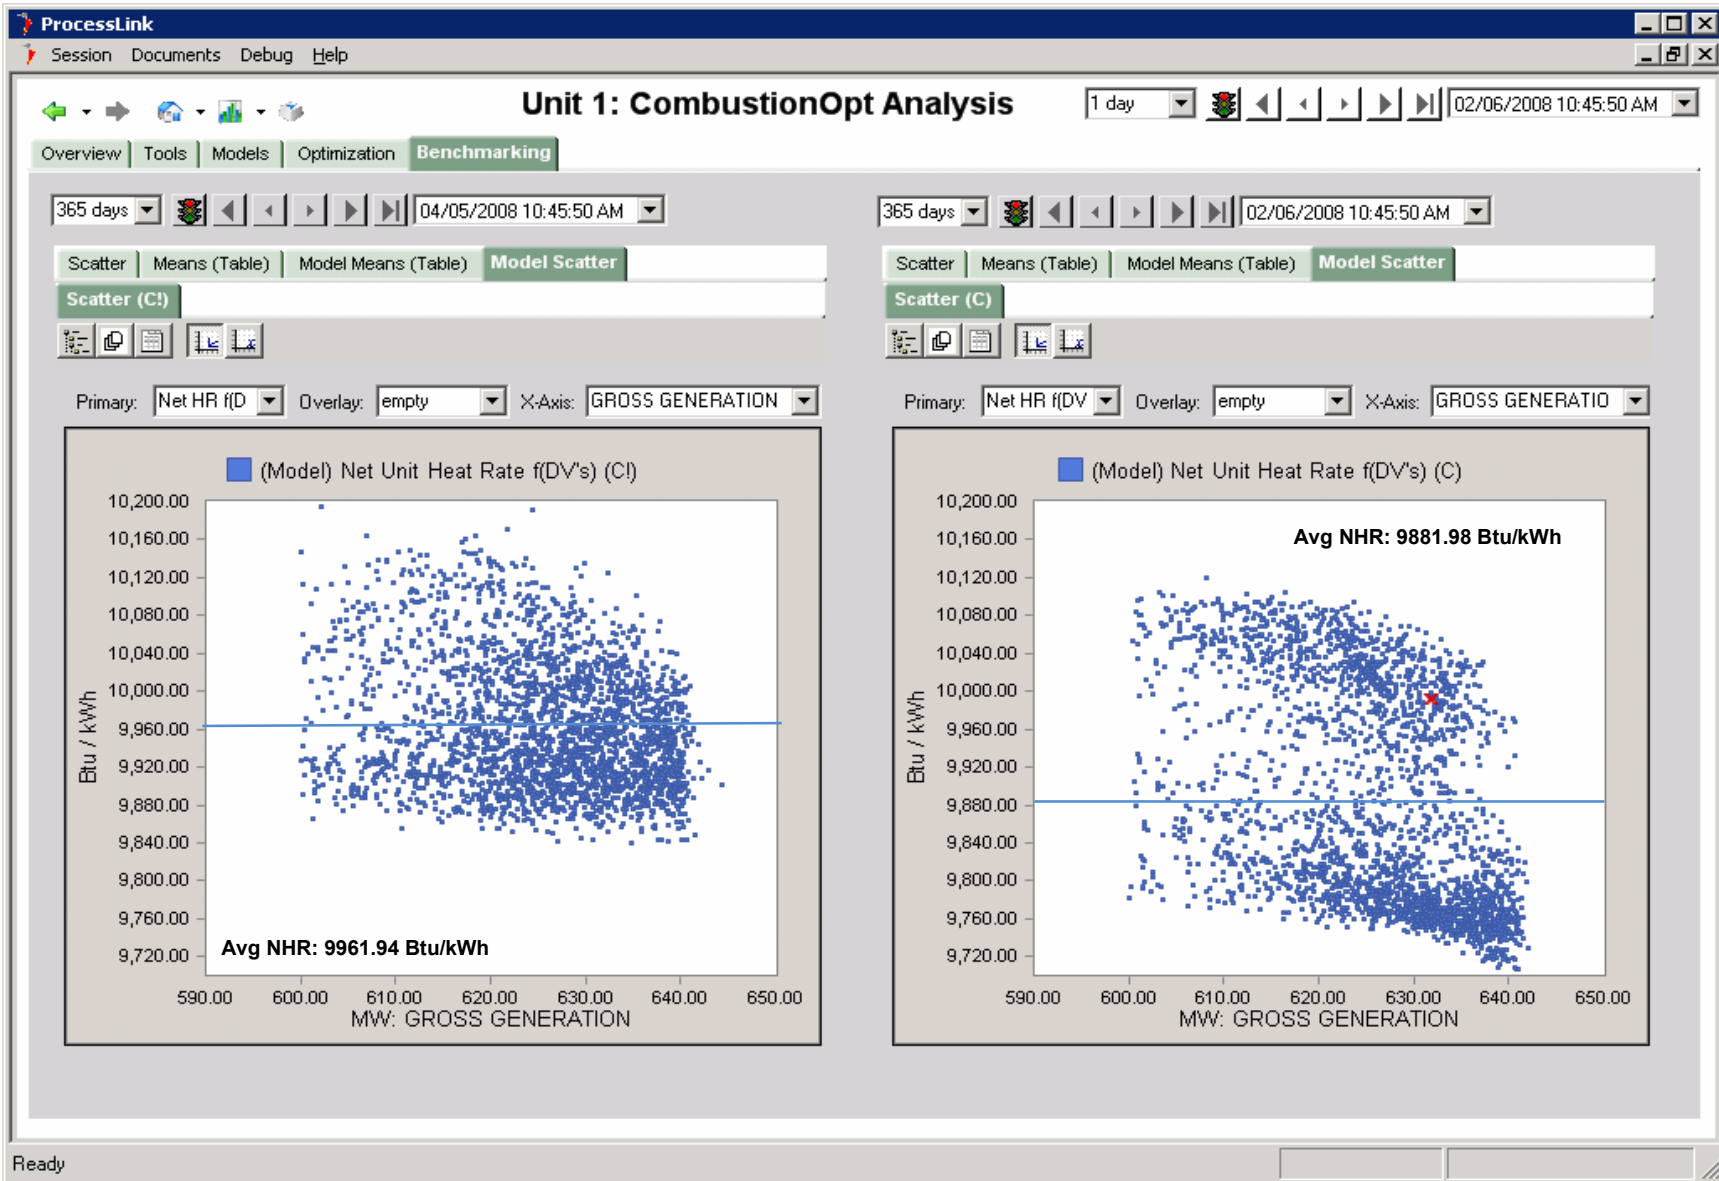 ProcessLink
Session Documents Debug Help
Unit 1: CombustionOpt Analysis
1 day
02/06/2008 10:45:50 AM
Overview Tools Models Optimization Benchmarking
365 days
04/05/2008 10:45:50 AM
Scatter Means (Table) Model Means (Table) Model Scatter
Scatter (C!)
Primary: Net HR f(D Overlay: empty X-Axis: GROSS GENERATION
(Model) Net Unit Heat Rate f(DV's) (C!)
10,200.00
10,160.00
10,120.00
10,080.00
10,040.00
10,000.00
9,960.00
9,920.00
9,880.00
9,840.00
9,800.00
9,760.00
9,720.00
Btu / kWh
Avg NHR: 9961.94 Btu/kWh
590.00 600.00 610.00 620.00 630.00 640.00 650.00
MW: GROSS GENERATION
365 days
02/06/2008 10:45:50 AM
Scatter Means (Table) Model Means (Table) Model Scatter
Scatter (C)
Primary: Net HR f(DV Overlay: empty X-Axis: GROSS GENERATIO
(Model) Net Unit Heat Rate f(DV's) (C)
Avg NHR: 9881.98 Btu/kWh
10,200.00
10,160.00
10,120.00
10,080.00
10,040.00
10,000.00
9,960.00
9,920.00
9,880.00
9,840.00
9,800.00
9,760.00
9,720.00
Btu / kWh
590.00 600.00 610.00 620.00 630.00 640.00 650.00
MW: GROSS GENERATION
Ready